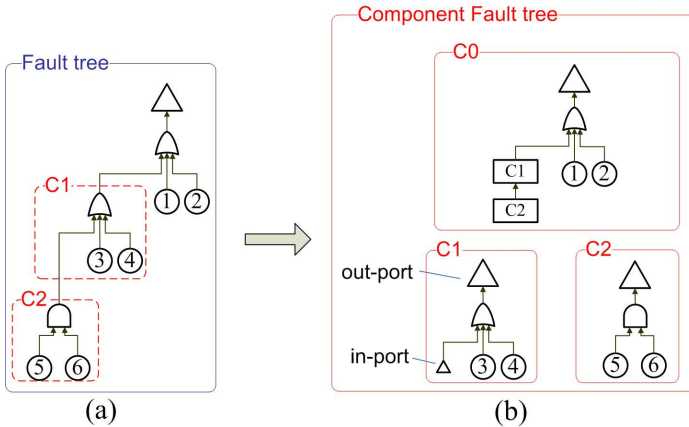 Fault tree
1
2
C1
3
4
C2
5
6
(a)
Component Fault tree
C0
C1
1
2
C2
C1
out-port
in-port
3
4
C2
5
6
(b)